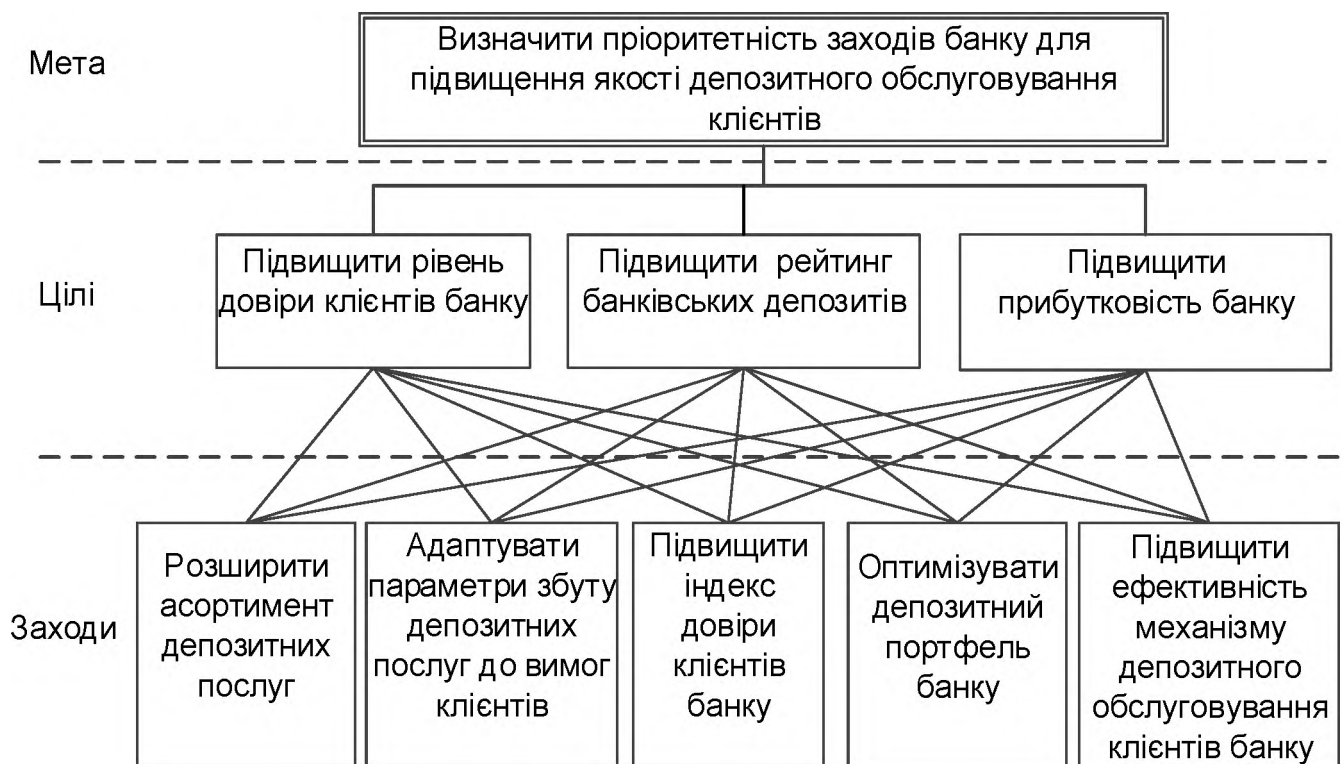 Мета
Визначити пріоритетність заходів банку для
підвищення якості депозитного обслуговування
клієнтів
Цілі
Підвищити рівень
довіри клієнтів банку
Підвищити рейтинг
банківських депозитів
Підвищити
прибутковість банку
Заходи
Розширити
асортимент
депозитних
послуг
Адаптувати
параметри збуту
депозитних
послуг до вимог
клієнтів
Підвищити
індекс
довіри
клієнтів
банку
Оптимізувати
депозитний
портфель
банку
Підвищити
ефективність
механізму
депозитного
обслуговування
клієнтів банку